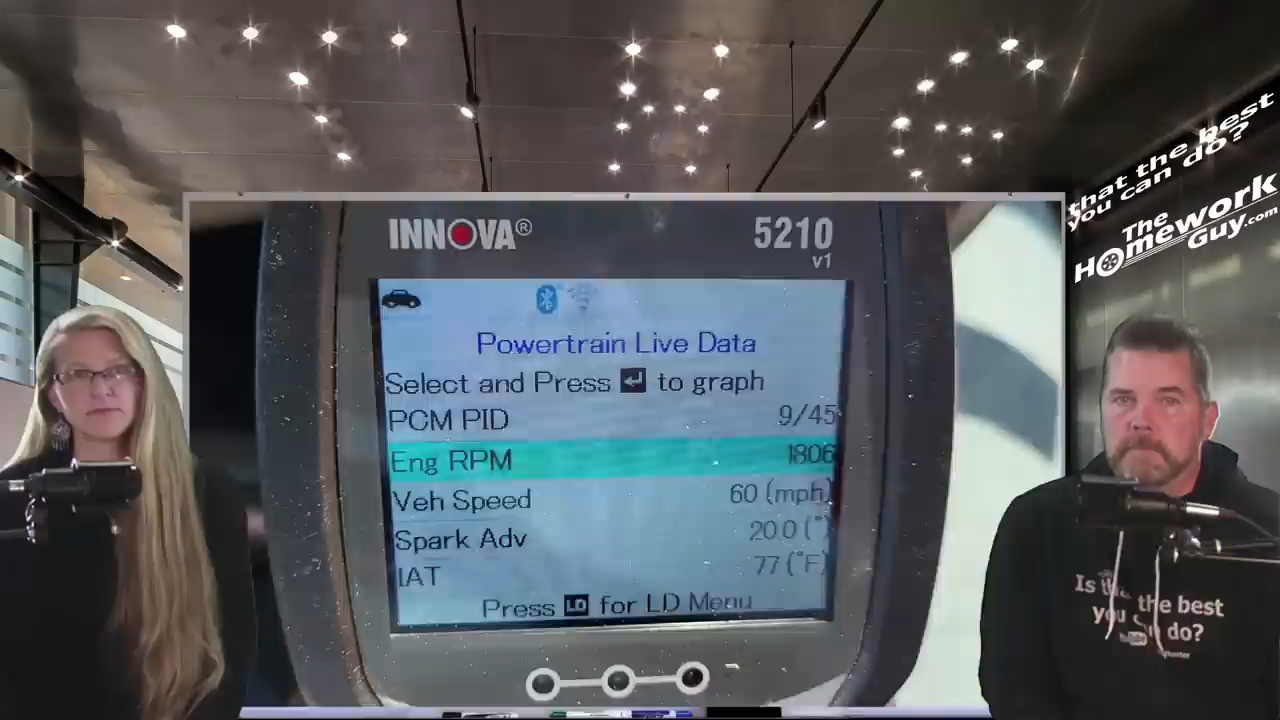 that the best
you can do?
The
Homework
Guy.com
INNOVA® 5210
v1
Powertrain Live Data
Select and Press to graph
PCM PID 9/45
Eng RPM 1806
Veh Speed 60 (mph)
Spark Adv 20.0 (°)
IAT 77 (°F)
Press LD for LD Menu
Is the best
you do?